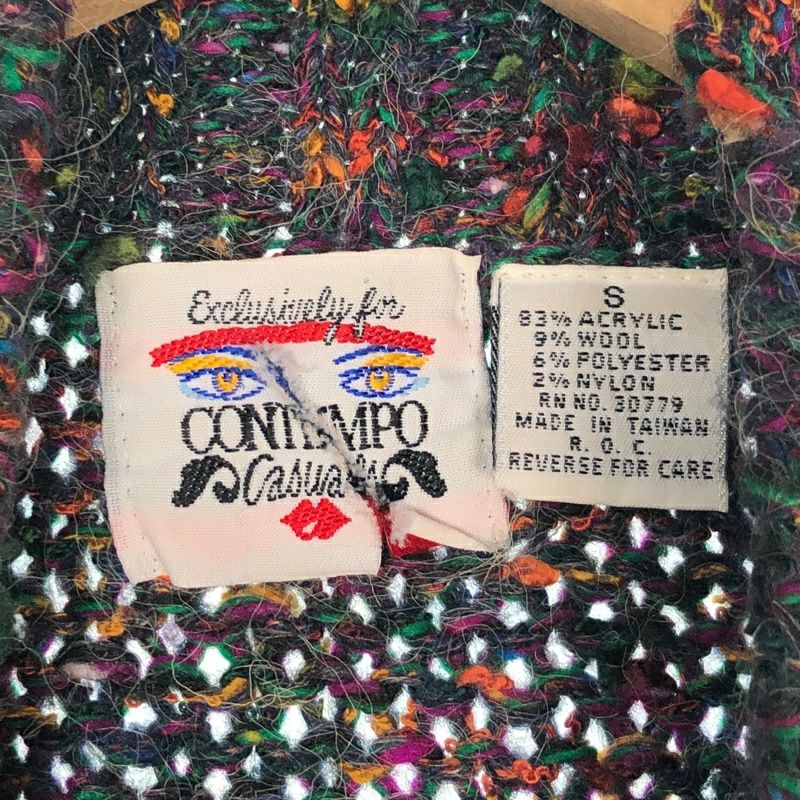 Exclusively for
CONTEMPO
Casuals
S
83% ACRYLIC
9% WOOL
6% POLYESTER
2% NYLON
RN NO. 30779
MADE IN TAIWAN
R. O. C.
REVERSE FOR CARE